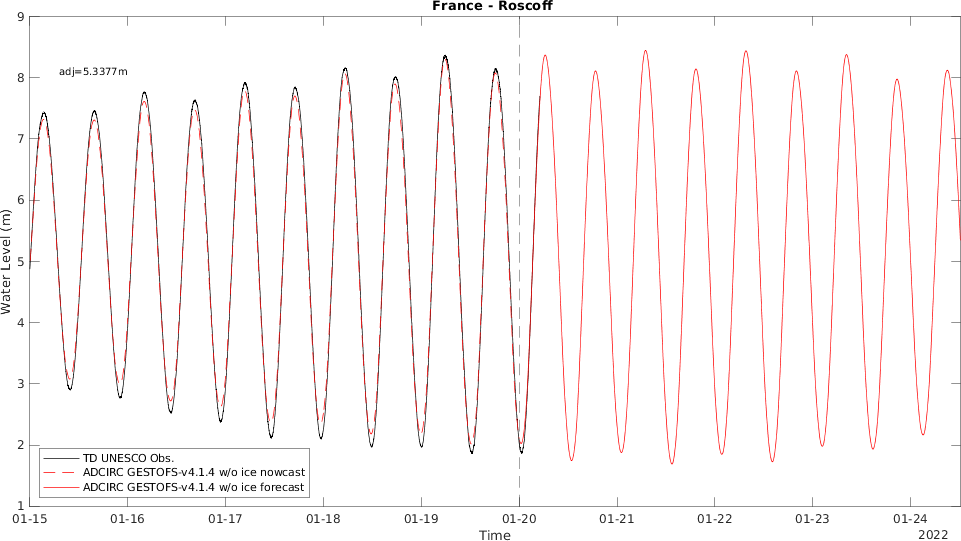 France - Roscoff
adj=5.3377m
Water Level (m)
9
8
7
6
5
4
3
2
1
TD UNESCO Obs.
ADCIRC GESTOFS-v4.1.4 w/o ice nowcast
ADCIRC GESTOFS-v4.1.4 w/o ice forecast
01-15 01-16 01-17 01-18 01-19 01-20 01-21 01-22 01-23 01-24
Time
2022